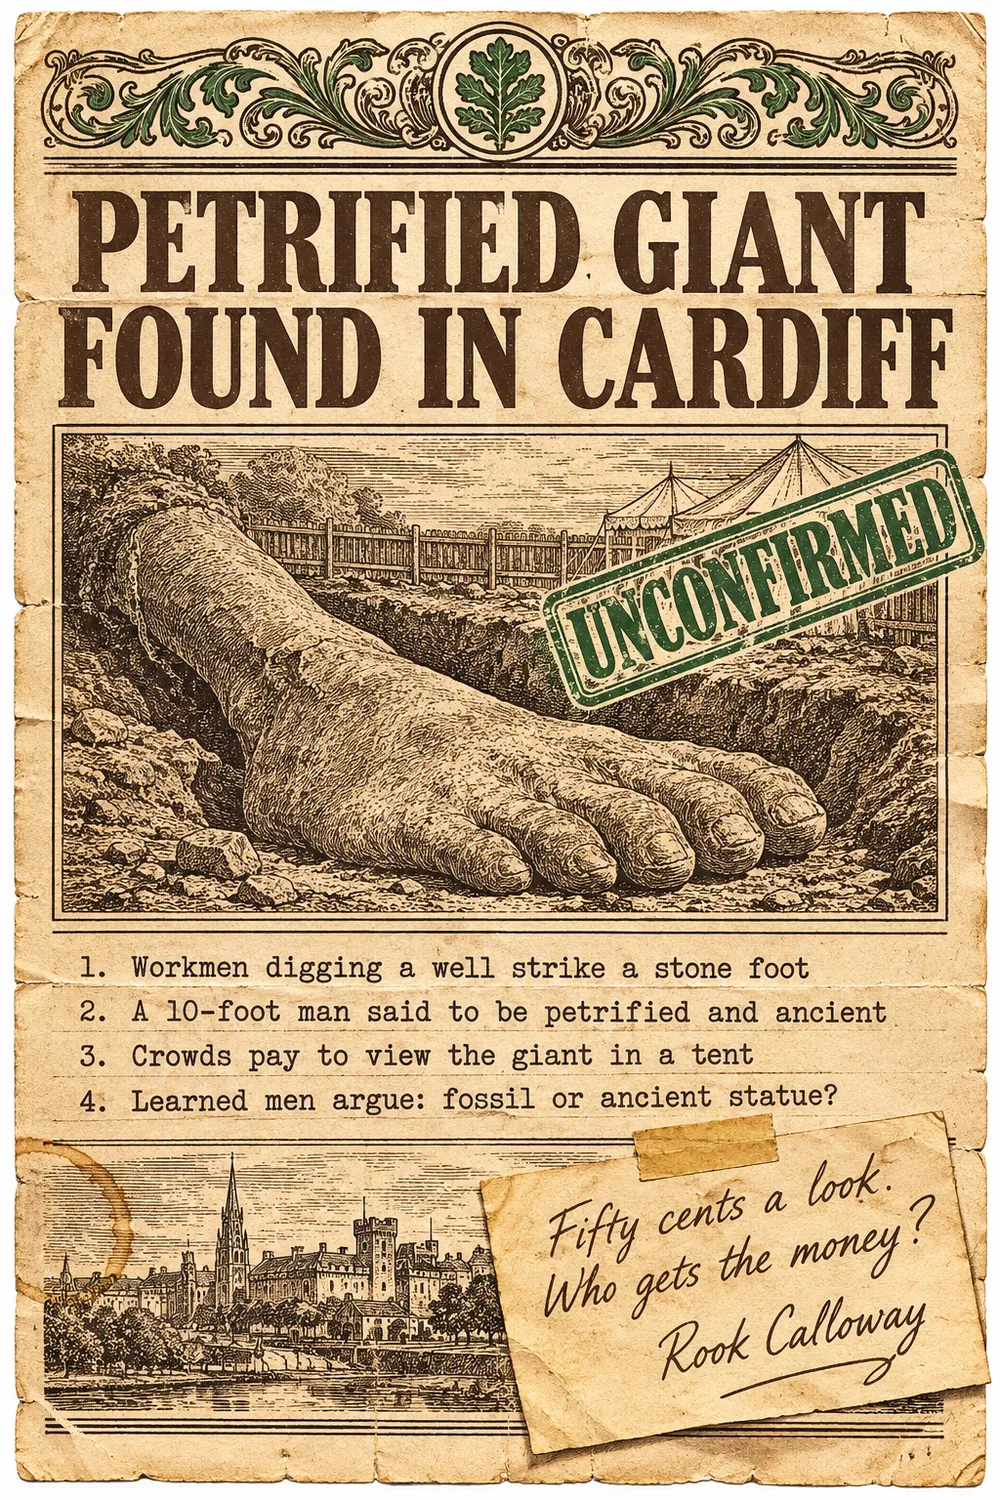 PETRIFIED GIANT
FOUND IN CARDIFF
UNCONFIRMED
1. Workmen digging a well strike a stone foot
2. A 10-foot man said to be petrified and ancient
3. Crowds pay to view the giant in a tent
4. Learned men argue: fossil or ancient statue?
Fifty cents a look.
Who gets the money?
Rook Calloway